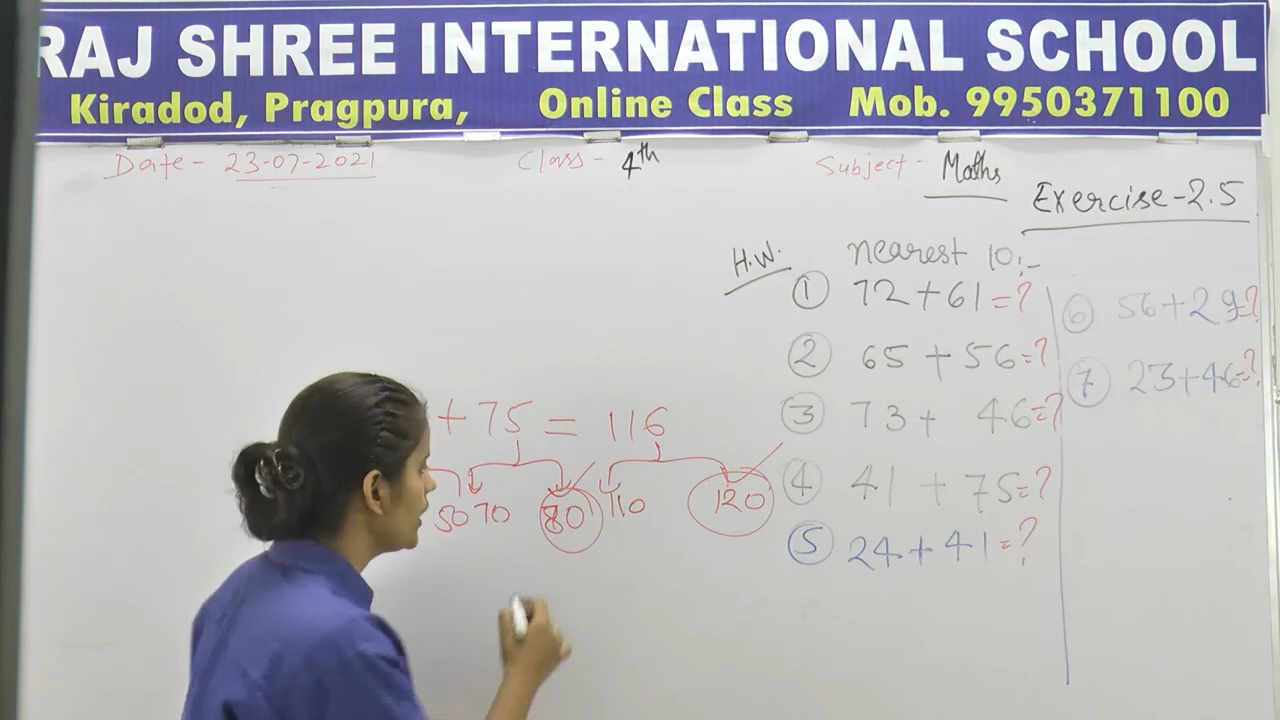 RAJ SHREE INTERNATIONAL SCHOOL
Kiradod, Pragpura, Online Class Mob. 9950371100
Date - 23-07-2021 Class - 4th Subject - Maths
Exercise-2.5
H.W. nearest 10:-
① 72+61=?
② 65+56=?
③ 73+ 46=?
④ 41+75=?
⑤ 24+41=?
⑥ 56+29=?
⑦ 23+46=?
+ 75 = 116
50 70 80 110 120